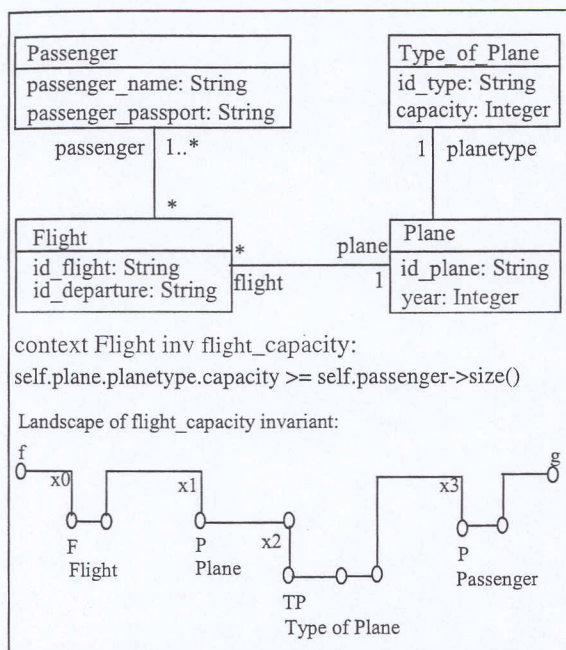 Passenger
passenger_name: String
passenger_passport: String
Type_of_Plane
id_type: String
capacity: Integer
passenger
1..*
1
planetype
*
Flight
id_flight: String
id_departure: String
*
flight
plane
1
Plane
id_plane: String
year: Integer
context Flight inv flight_capacity:
self.plane.planetype.capacity >= self.passenger->size()
Landscape of flight_capacity invariant:
f
x0
x1
x2
x3
g
F
Flight
P
Plane
TP
Type of Plane
P
Passenger